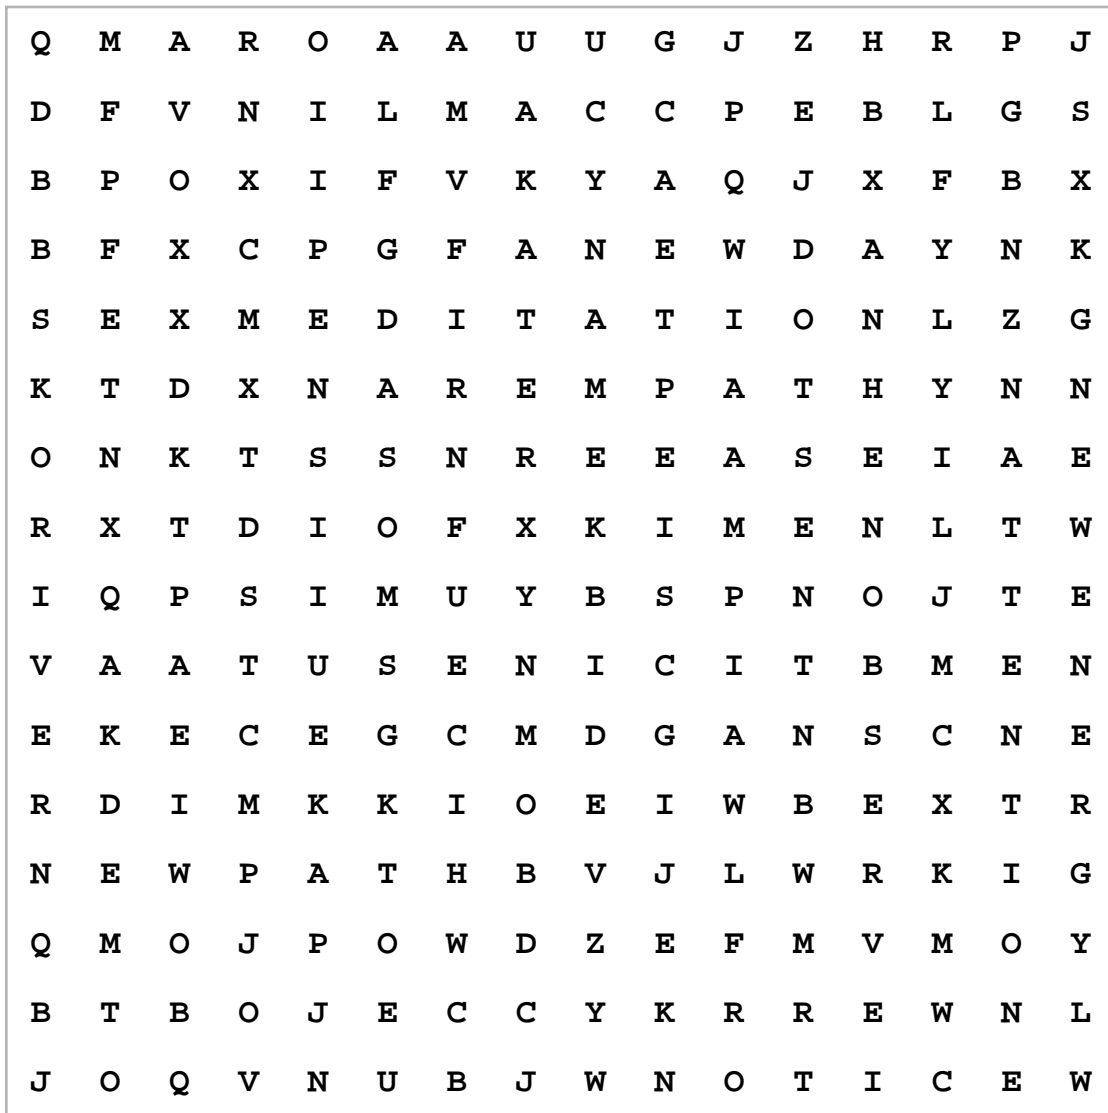 Q M A R O A A U U G J Z H R P J
D F V N I L M A C C P E B L G S
B P O X I F V K Y A Q J X F B X
B F X C P G F A N E W D A Y N K
S E X M E D I T A T I O N L Z G
K T D X N A R E M P A T H Y N N
O N K T S S N R E E A S E I A E
R X T D I O F X K I M E N L T W
I Q P S I M U Y B S P N O J T E
V A A T U S E N I C I T B M E N
E K E C E G C M D G A N S C N E
R D I M K K I O E I W B E X T R
N E W P A T H B V J L W R K I G
Q M O J P O W D Z E F M V M O Y
B T B O J E C C Y K R R E W N L
J O Q V N U B J W N O T I C E W